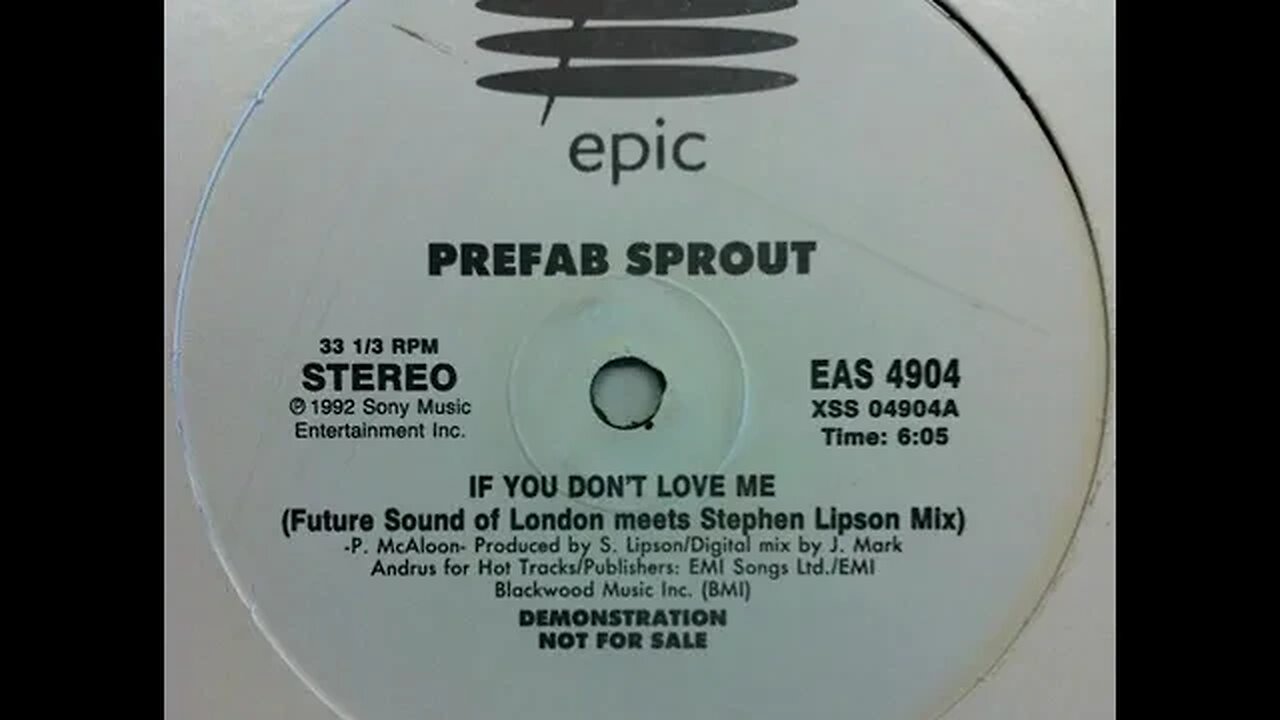 epic
PREFAB SPROUT
33 1/3 RPM
STEREO
℗ 1992 Sony Music
Entertainment Inc.
EAS 4904
XSS 04904A
Time: 6:05
IF YOU DON'T LOVE ME
(Future Sound of London meets Stephen Lipson Mix)
-P. McAloon- Produced by S. Lipson/Digital mix by J. Mark
Andrus for Hot Tracks/Publishers: EMI Songs Ltd./EMI
Blackwood Music Inc. (BMI)
DEMONSTRATION
NOT FOR SALE